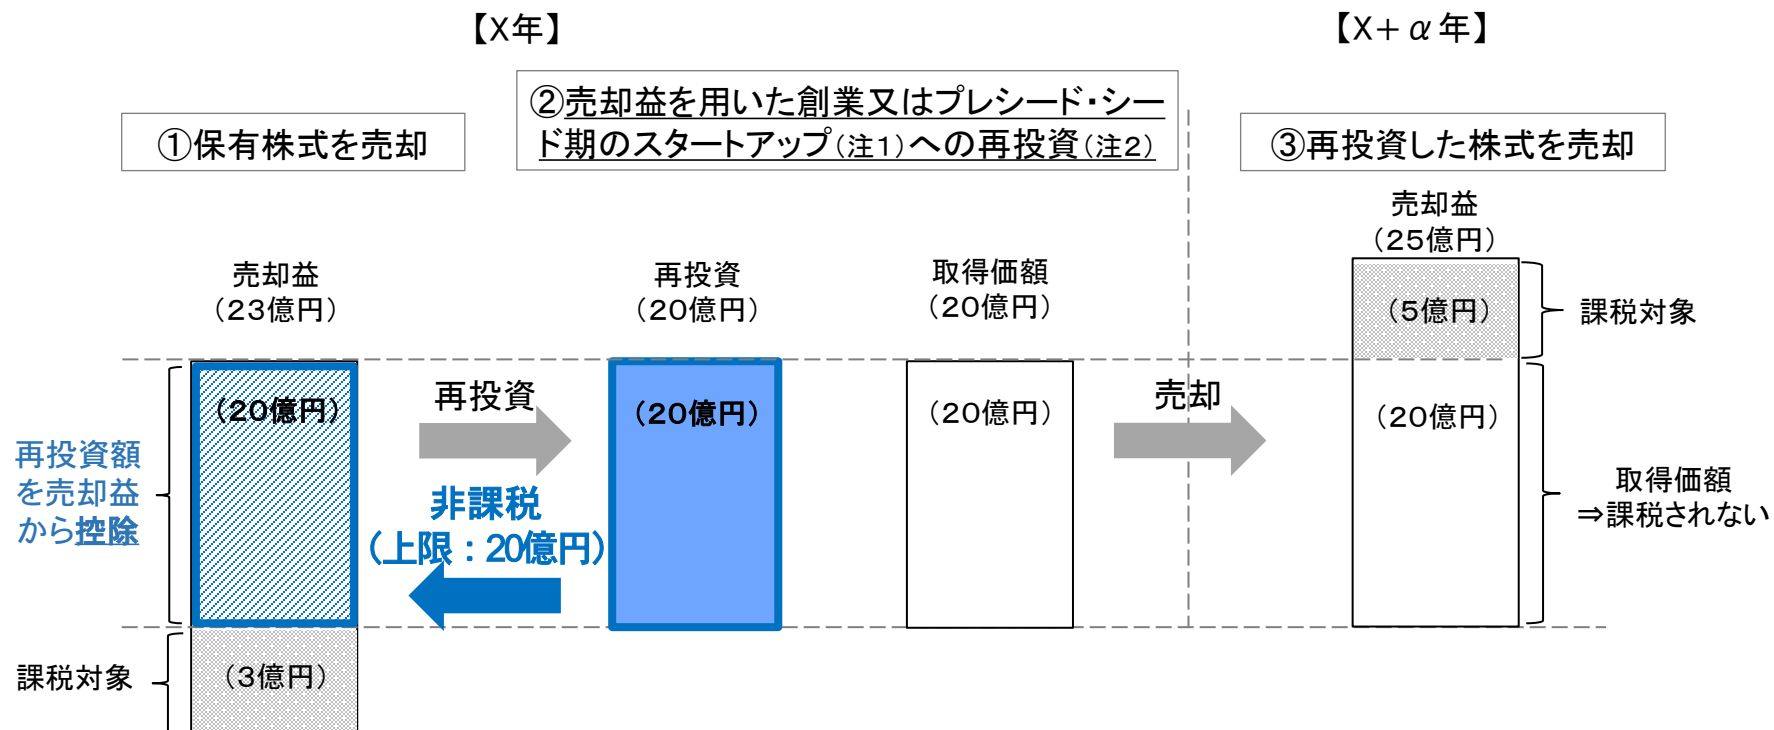 【X年】
【X+α年】
①保有株式を売却
②売却益を用いた創業又はプレシード・シー
ド期のスタートアップ(注1)への再投資(注2)
③再投資した株式を売却
売却益
(23億円)
再投資
(20億円)
取得価額
(20億円)
売却益
(25億円)
(5億円)
課税対象
再投資額
を売却益
から控除
(20億円)
再投資
非課税
(上限：20億円)
(20億円)
(20億円)
売却
(20億円)
取得価額
⇒課税されない
課税対象
(3億円)